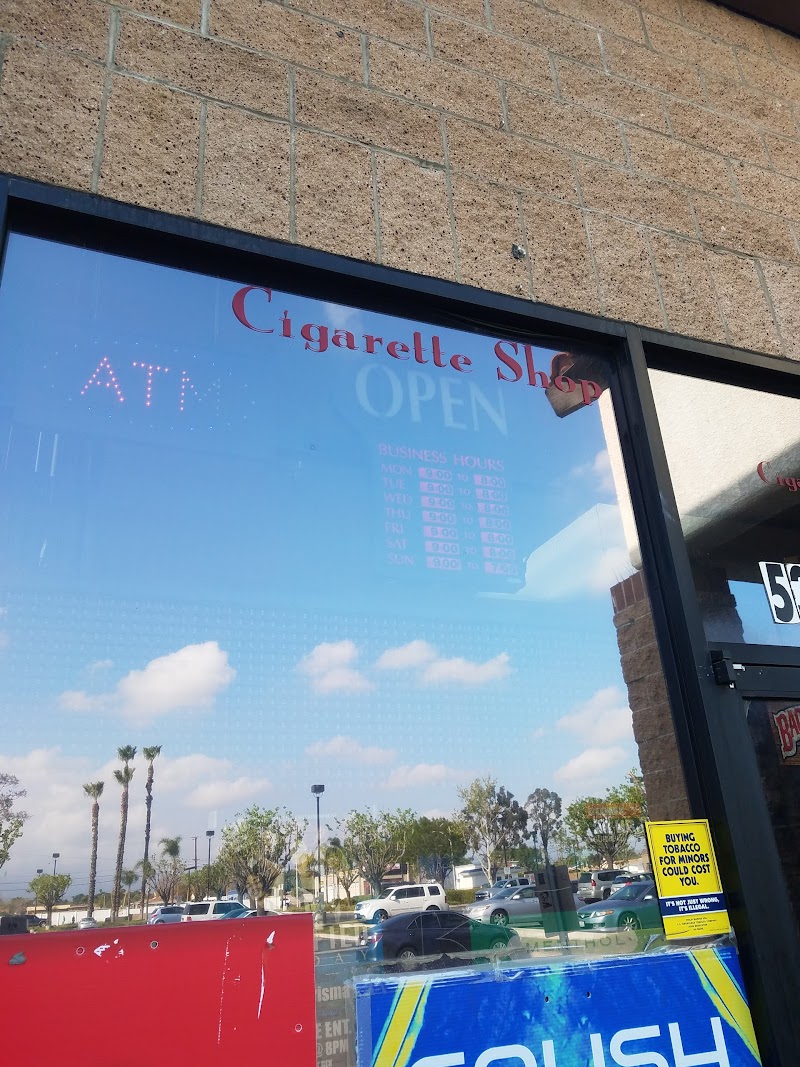 Cigarette Shop
ATM
OPEN
BUSINESS HOURS
MON 9:00 TO 8:00
TUE 9:00 TO 8:00
WED 9:00 TO 8:00
THU 9:00 TO 8:00
FRI 9:00 TO 8:00
SAT 9:00 TO 8:00
SUN 9:00 TO 7:00
BUYING
TOBACCO
FOR MINORS
COULD COST
YOU.
IT'S NOT JUST WRONG.
IT'S ILLEGAL.
MENTHOL
E ENT
@ 8PM